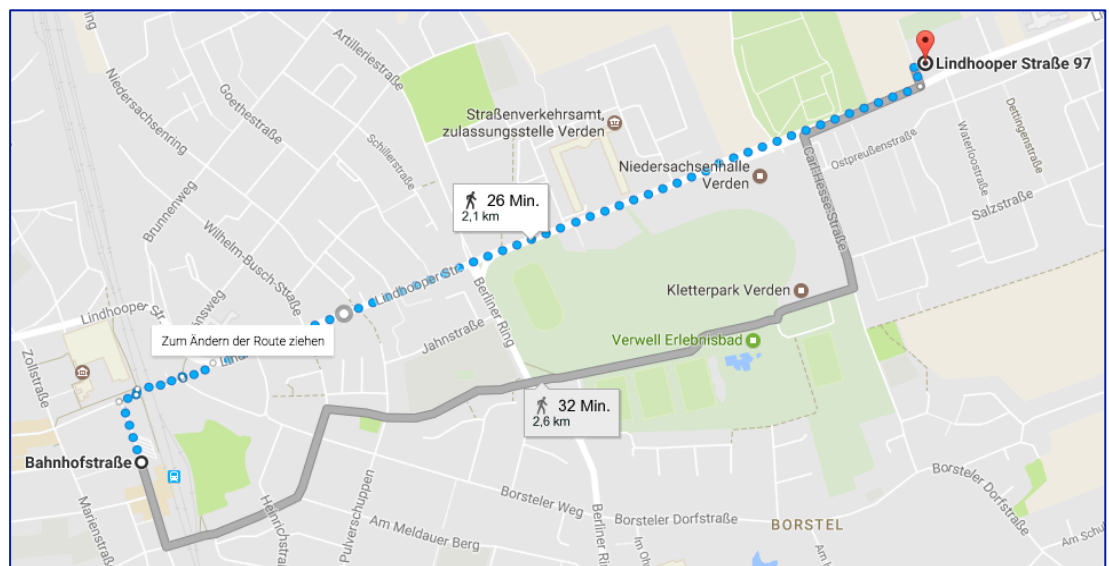 Niedersachsenring
Artilleriestraße
Goethestraße
Schillerstraße
Brunnenweg
Wilhelm-Busch-Straße
Straßenverkehrsamt,
zulassungsstelle Verden
Lindhooper Straße 97
Dettingenstraße
Waterloostraße
Ostpreußenstraße
Salzstraße
Carl-Hesse-Straße
Niedersachsenhalle
Verden
26 Min.
2,1 km
Lindhooper Str
Berliner Ring
Kletterpark Verden
Verwell Erlebnisbad
Jahnstraße
Zum Ändern der Route ziehen
Zollstraße
32 Min.
2,6 km
Bahnhofstraße
Marienstraße
Heinrichstraße
Pulverschuppen
Am Meldauer Berg
Borsteler Weg
Borsteler Dorfstraße
BORSTEL
Borsteler Dorfstraße
Berliner Ring